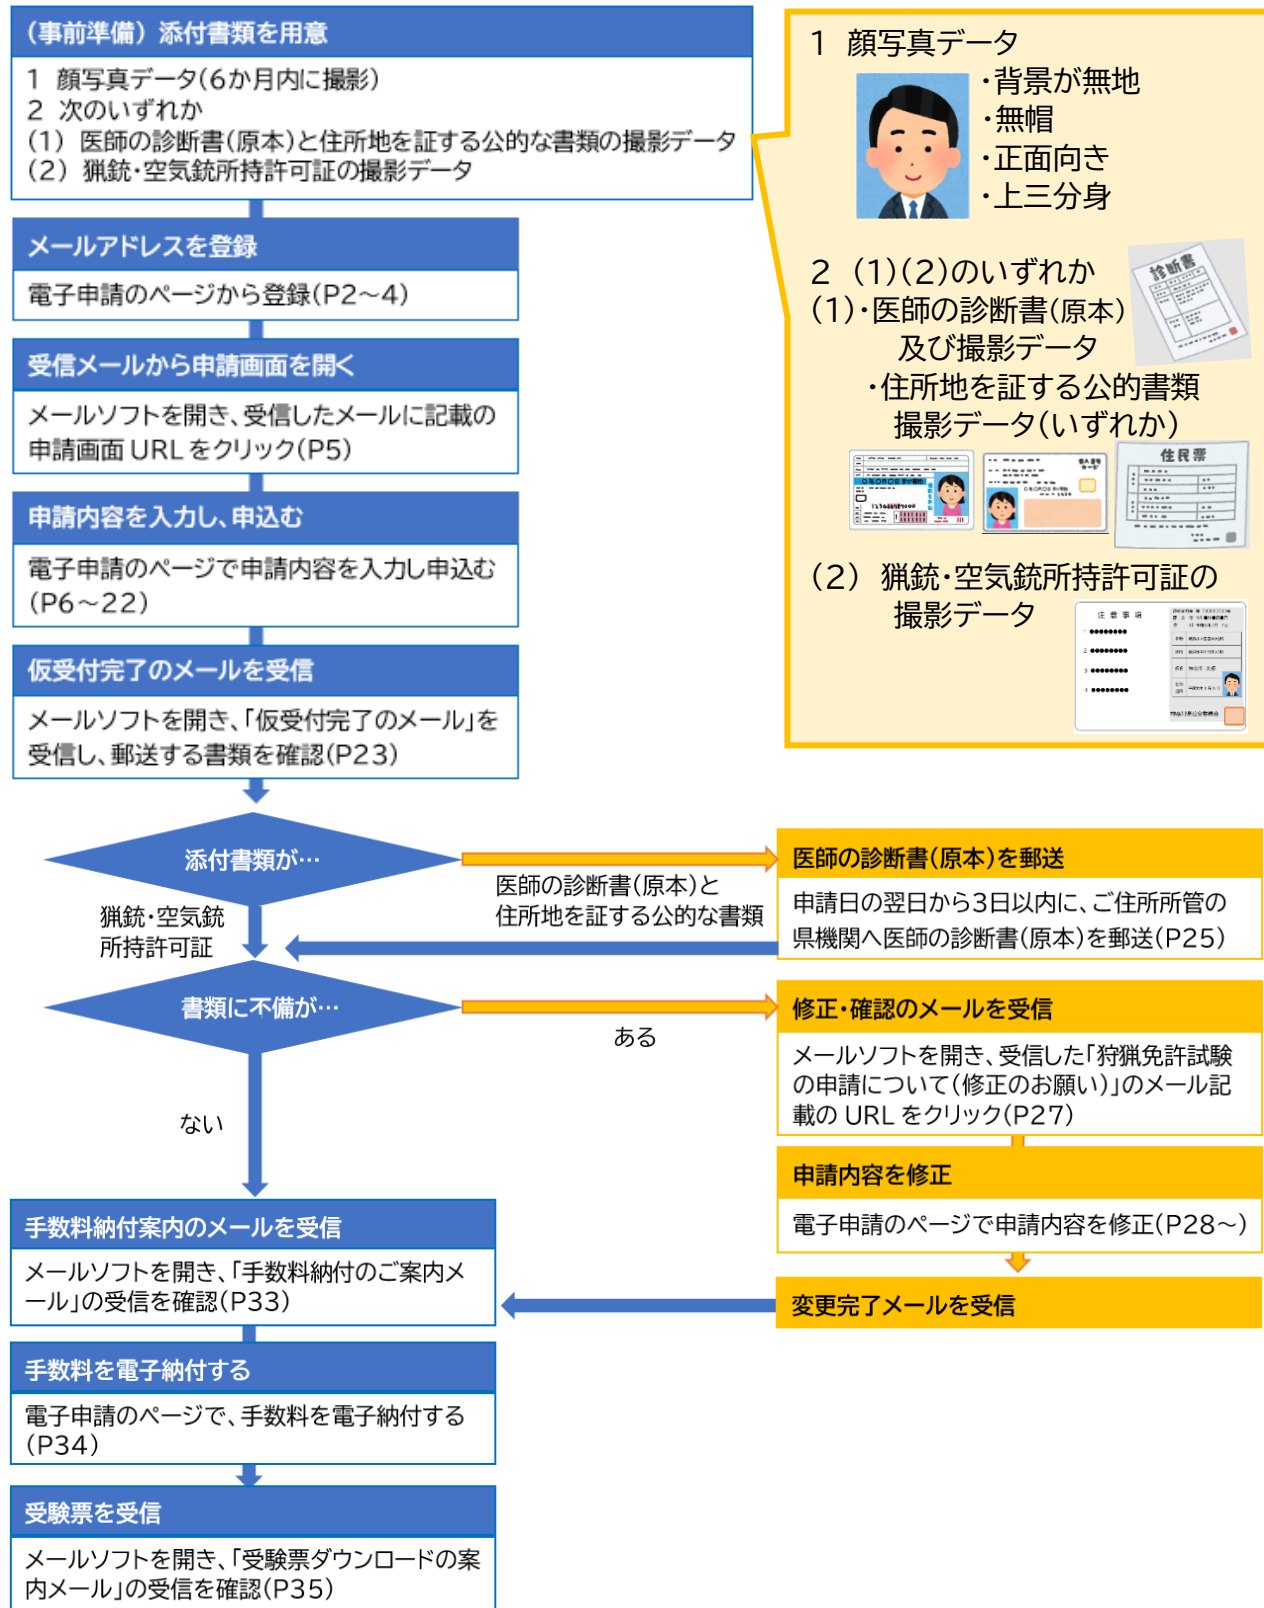 (事前準備) 添付書類を用意
1 顔写真データ(6か月内に撮影)
2 次のいずれか
(1) 医師の診断書(原本)と住所地を証する公的な書類の撮影データ
(2) 猟銃・空気銃所持許可証の撮影データ
メールアドレスを登録
電子申請のページから登録(P2～4)
受信メールから申請画面を開く
メールソフトを開き、受信したメールに記載の
申請画面 URL をクリック(P5)
申請内容を入力し、申込む
電子申請のページで申請内容を入力し申込む
(P6～22)
仮受付完了のメールを受信
メールソフトを開き、「仮受付完了のメール」を
受信し、郵送する書類を確認(P23)
1 顔写真データ
・背景が無地
・無帽
・正面向き
・上三分身
2 (1)(2)のいずれか
(1)・医師の診断書(原本)
及び撮影データ
・住所地を証する公的書類
撮影データ(いずれか)
診断書
住民票
(2) 猟銃・空気銃所持許可証の
撮影データ
注意事項
添付書類が…
猟銃・空気銃
所持許可証
医師の診断書(原本)と
住所地を証する公的な書類
医師の診断書(原本)を郵送
申請日の翌日から3日以内に、ご住所所管の
県機関へ医師の診断書(原本)を郵送(P25)
書類に不備が…
ある
ない
修正・確認のメールを受信
メールソフトを開き、受信した「狩猟免許試験
の申請について(修正のお願い)」のメール記
載の URL をクリック(P27)
申請内容を修正
電子申請のページで申請内容を修正(P28～)
変更完了メールを受信
手数料納付案内のメールを受信
メールソフトを開き、「手数料納付のご案内メ
ール」の受信を確認(P33)
手数料を電子納付する
電子申請のページで、手数料を電子納付する
(P34)
受験票を受信
メールソフトを開き、「受験票ダウンロードの案
内メール」の受信を確認(P35)